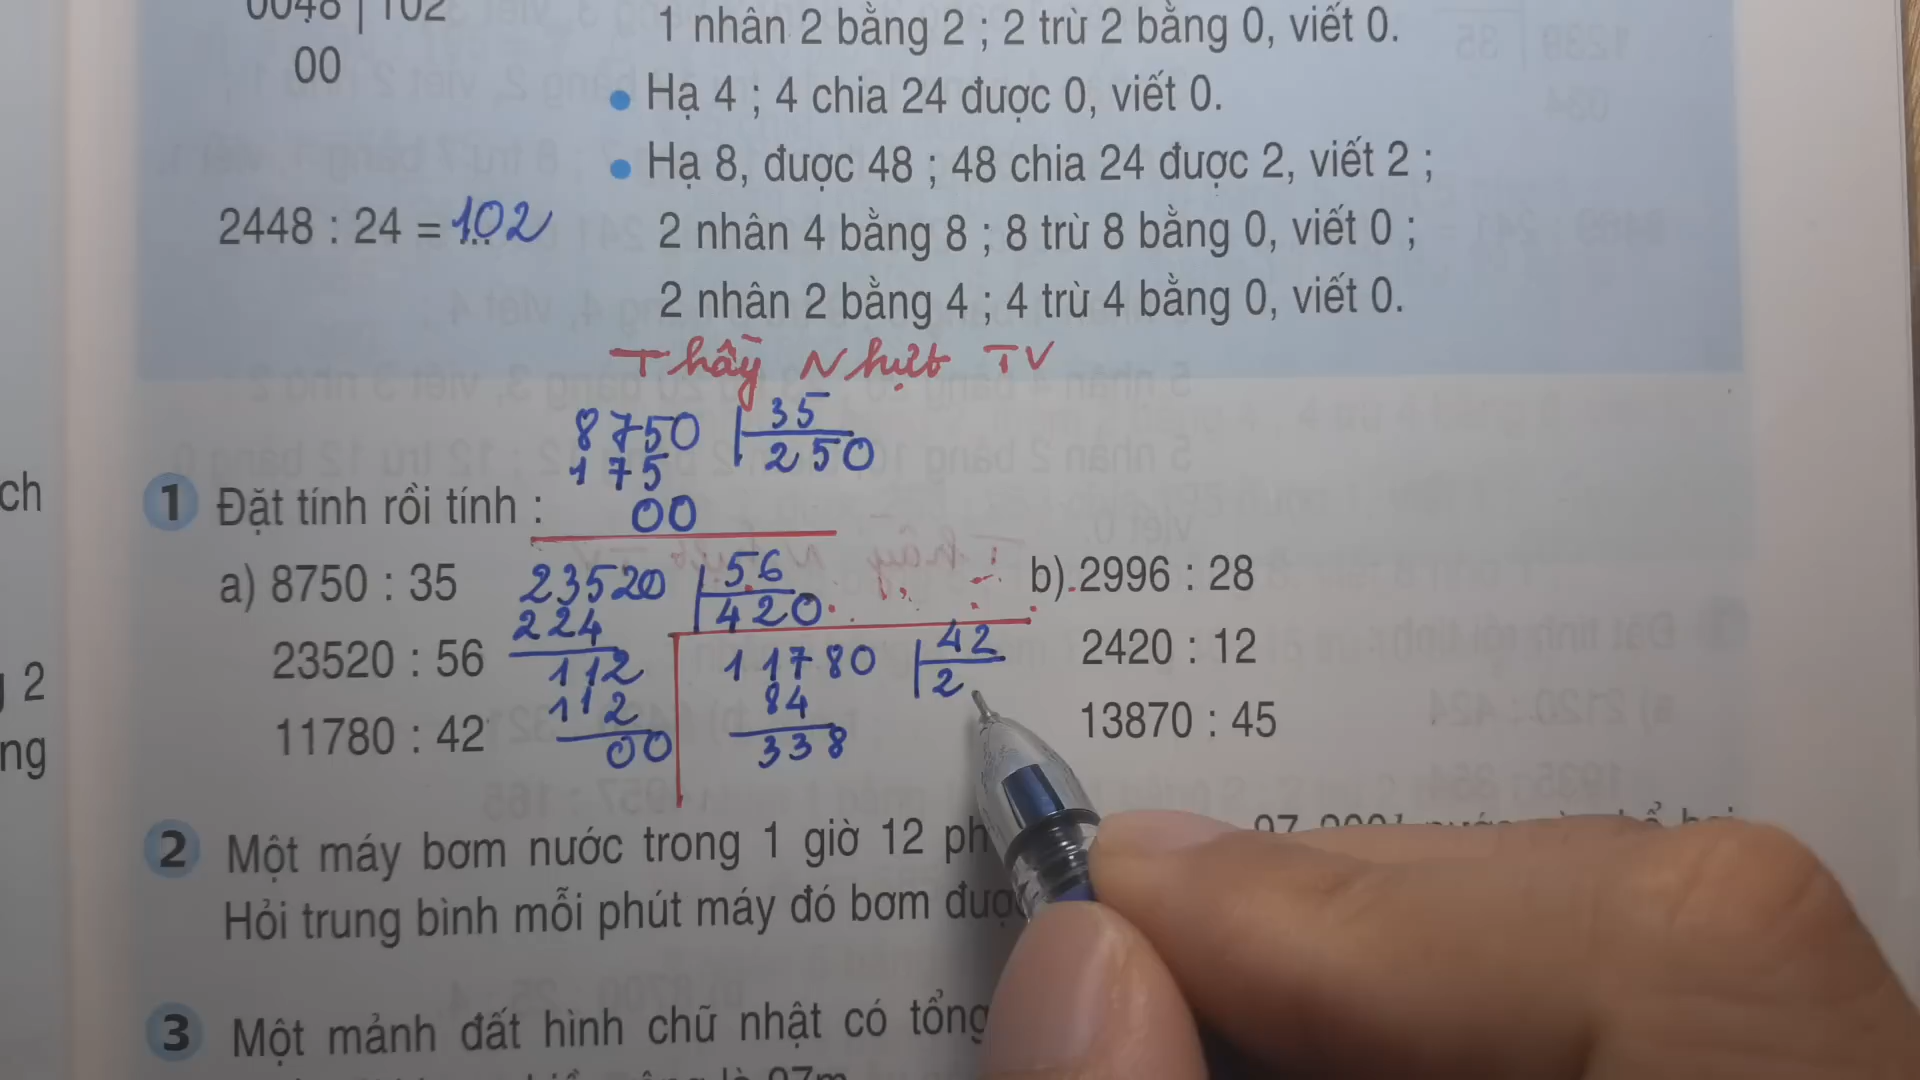 0048 | 102
00
1 nhân 2 bằng 2 ; 2 trừ 2 bằng 0, viết 0.
Hạ 4 ; 4 chia 24 được 0, viết 0.
Hạ 8, được 48 ; 48 chia 24 được 2, viết 2 ;
2448 : 24 = 102
2 nhân 4 bằng 8 ; 8 trừ 8 bằng 0, viết 0 ;
2 nhân 2 bằng 4 ; 4 trừ 4 bằng 0, viết 0.
Thầy Nhựt TV
8750 | 35
175 | 250
00
ch
1 Đặt tính rồi tính :
a) 8750 : 35
23520 : 56
11780 : 42
23520 | 56
224 | 420
112
112
00
11780 | 42
84 | 2
338
b) 2996 : 28
2420 : 12
13870 : 45
2
ng
2 Một máy bơm nước trong 1 giờ 12 ph
Hỏi trung bình mỗi phút máy đó bơm
3 Một mảnh đất hình chữ nhật có tổng